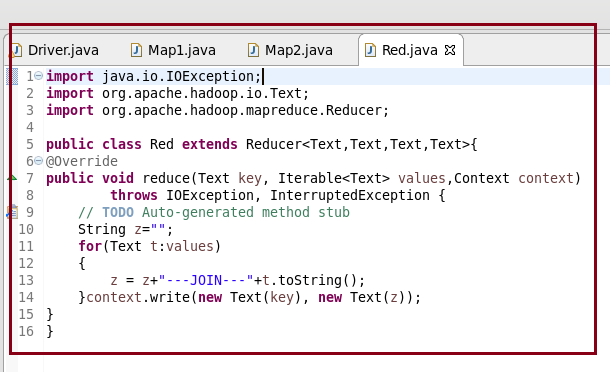 Driver.java Map1.java Map2.java Red.java
1 import java.io.IOException;
2 import org.apache.hadoop.io.Text;
3 import org.apache.hadoop.mapreduce.Reducer;
4
5 public class Red extends Reducer<Text,Text,Text,Text>{
6 @Override
7 public void reduce(Text key, Iterable<Text> values,Context context)
8         throws IOException, InterruptedException {
9     // TODO Auto-generated method stub
10     String z="";
11     for(Text t:values)
12     {
13         z = z+"---JOIN---"+t.toString();
14     }context.write(new Text(key), new Text(z));
15 }
16 }